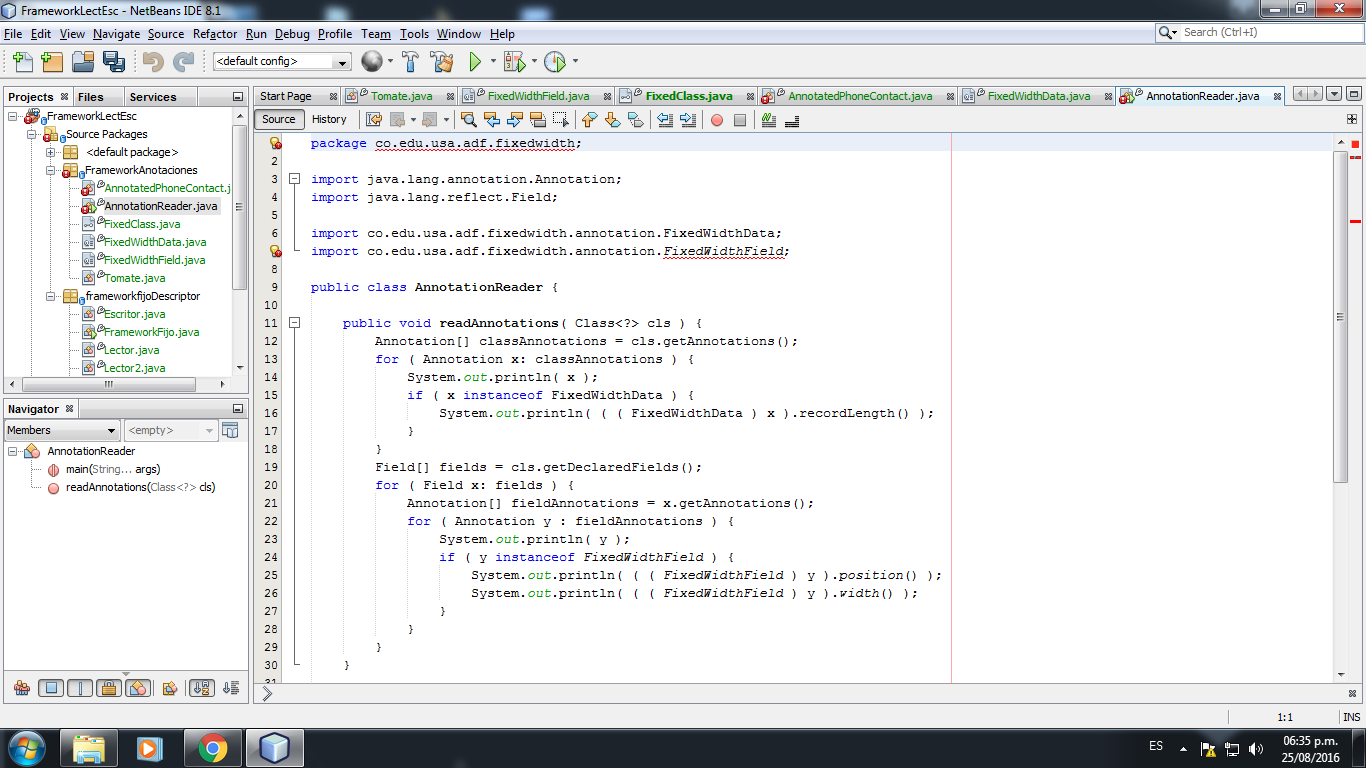 FrameworkLectEsc - NetBeans IDE 8.1
File Edit View Navigate Source Refactor Run Debug Profile Team Tools Window Help
Search (Ctrl+I)
<default config>
Projects Files Services
FrameworkLectEsc
Source Packages
<default package>
FrameworkAnotaciones
AnnotatedPhoneContact.j
AnnotationReader.java
FixedClass.java
FixedWidthData.java
FixedWidthField.java
Tomate.java
frameworkfijoDescriptor
Escritor.java
FrameworkFijo.java
Lector.java
Lector2.java
Navigator
Members <empty>
AnnotationReader
main(String... args)
readAnnotations(Class<?> cls)
Start Page Tomate.java FixedWidthField.java FixedClass.java AnnotatedPhoneContact.java FixedWidthData.java AnnotationReader.java
Source History
package co.edu.usa.adf.fixedwidth;
2
3 import java.lang.annotation.Annotation;
4 import java.lang.reflect.Field;
5
6 import co.edu.usa.adf.fixedwidth.annotation.FixedWidthData;
import co.edu.usa.adf.fixedwidth.annotation.FixedWidthField;
8
9 public class AnnotationReader {
10
11 public void readAnnotations( Class<?> cls ) {
12 Annotation[] classAnnotations = cls.getAnnotations();
13 for ( Annotation x: classAnnotations ) {
14 System.out.println( x );
15 if ( x instanceof FixedWidthData ) {
16 System.out.println( ( ( FixedWidthData ) x ).recordLength() );
17 }
18 }
19 Field[] fields = cls.getDeclaredFields();
20 for ( Field x: fields ) {
21 Annotation[] fieldAnnotations = x.getAnnotations();
22 for ( Annotation y : fieldAnnotations ) {
23 System.out.println( y );
24 if ( y instanceof FixedWidthField ) {
25 System.out.println( ( ( FixedWidthField ) y ).position() );
26 System.out.println( ( ( FixedWidthField ) y ).width() );
27 }
28 }
29 }
30 }
31
1:1 INS
ES
06:35 p.m.
25/08/2016